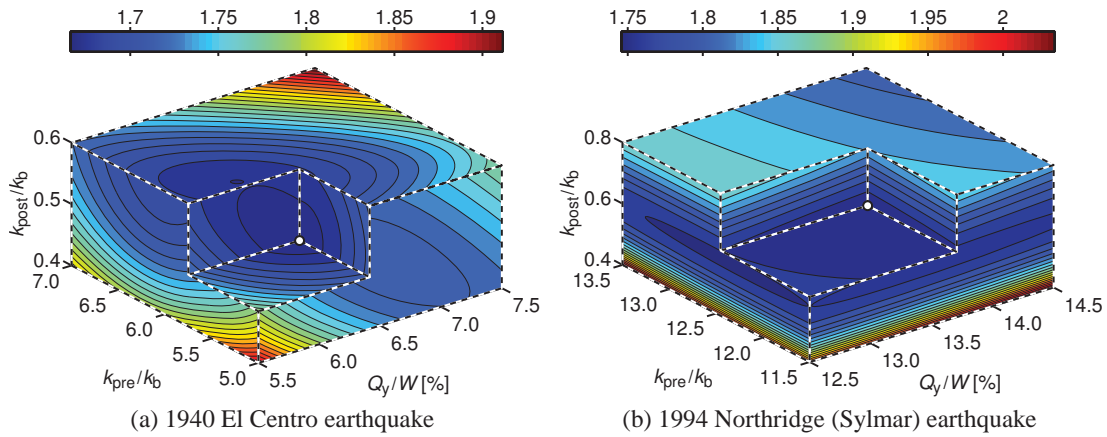 1.7 1.75 1.8 1.85 1.9
1.75 1.8 1.85 1.9 1.95 2
0.6
0.5
0.4
k_post/k_b
7.0
6.5
6.0
5.5
5.0
k_pre/k_b
5.5
6.0
6.5
7.0
7.5
Q_y/W [%]
(a) 1940 El Centro earthquake
0.8
0.6
0.4
k_post/k_b
13.5
13.0
12.5
12.0
11.5
k_pre/k_b
12.5
13.0
13.5
14.0
14.5
Q_y/W [%]
(b) 1994 Northridge (Sylmar) earthquake